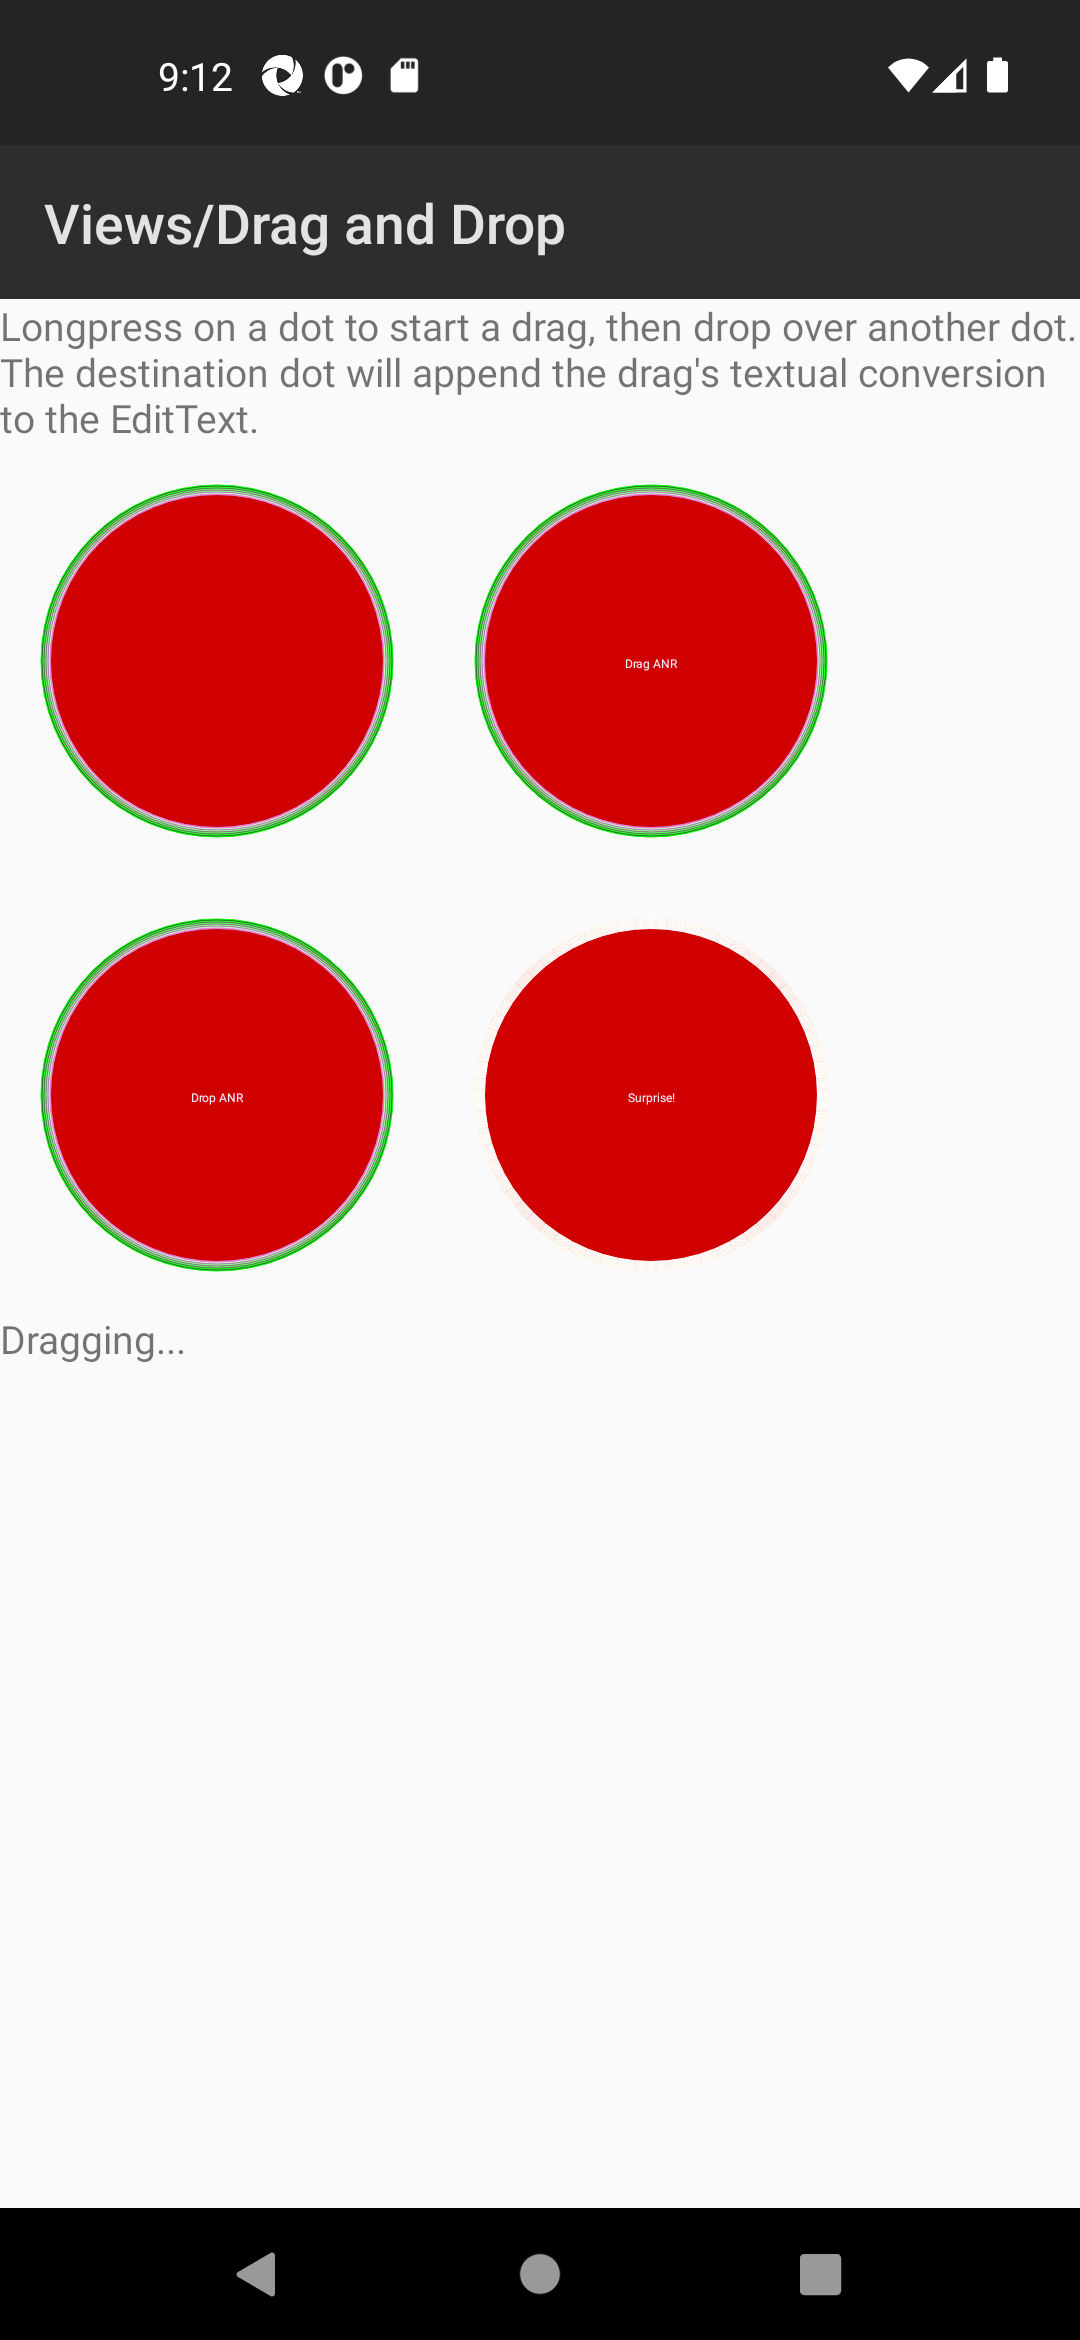 9:12
Views/Drag and Drop
Longpress on a dot to start a drag, then drop over another dot.
The destination dot will append the drag's textual conversion
to the EditText.
Drag ANR
Drop ANR
Surprise!
Dragging...